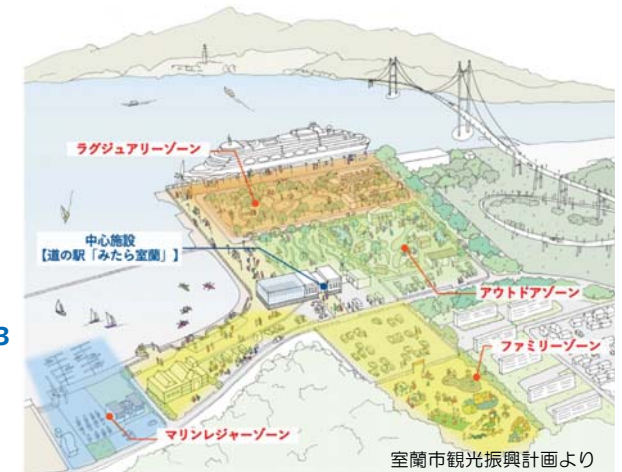 ラグジュアリーゾーン
中心施設
【道の駅「みたら室蘭」】
アウトドアゾーン
3
ファミリーゾーン
マリンレジャーゾーン
室蘭市観光振興計画より